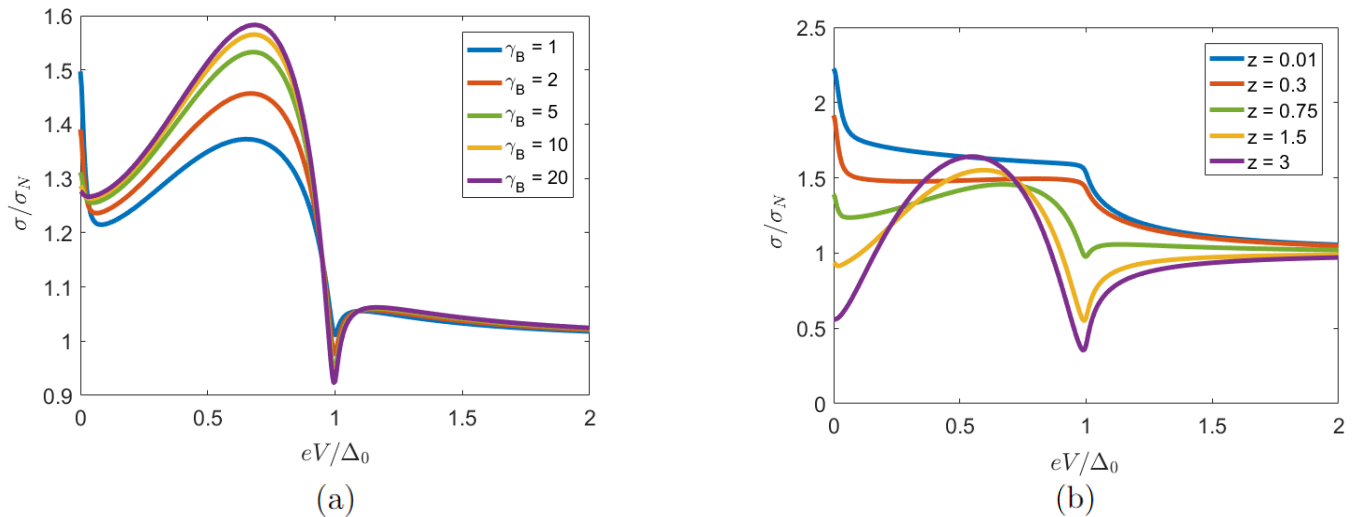 1.6
1.5
1.4
1.3
1.2
1.1
1
0.9
σ/σ_N
γ_B = 1
γ_B = 2
γ_B = 5
γ_B = 10
γ_B = 20
0 0.5 1 1.5 2
eV/Δ_0
(a)
2.5
2
1.5
1
0.5
0
σ/σ_N
z = 0.01
z = 0.3
z = 0.75
z = 1.5
z = 3
0 0.5 1 1.5 2
eV/Δ_0
(b)